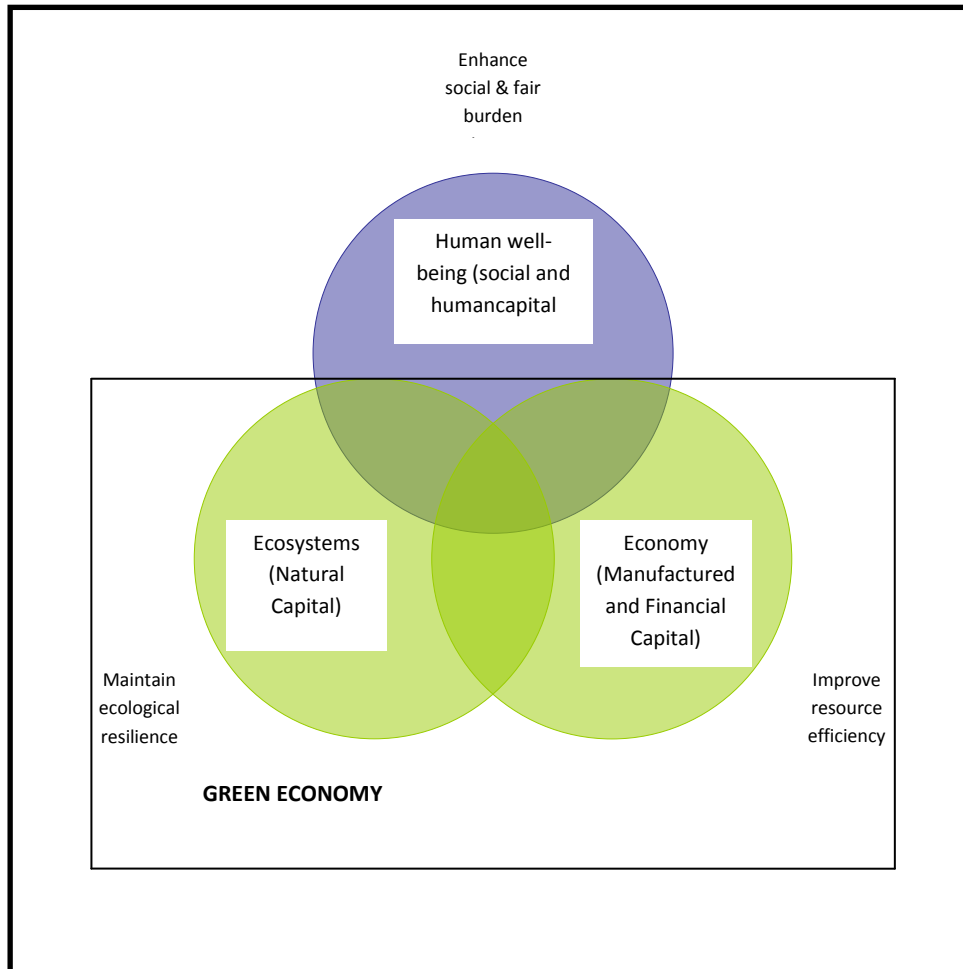 Enhance
social & fair
burden
Human well-
being (social and
humancapital
Ecosystems
(Natural
Capital)
Economy
(Manufactured
and Financial
Capital)
Maintain
ecological
resilience
Improve
resource
efficiency
GREEN ECONOMY